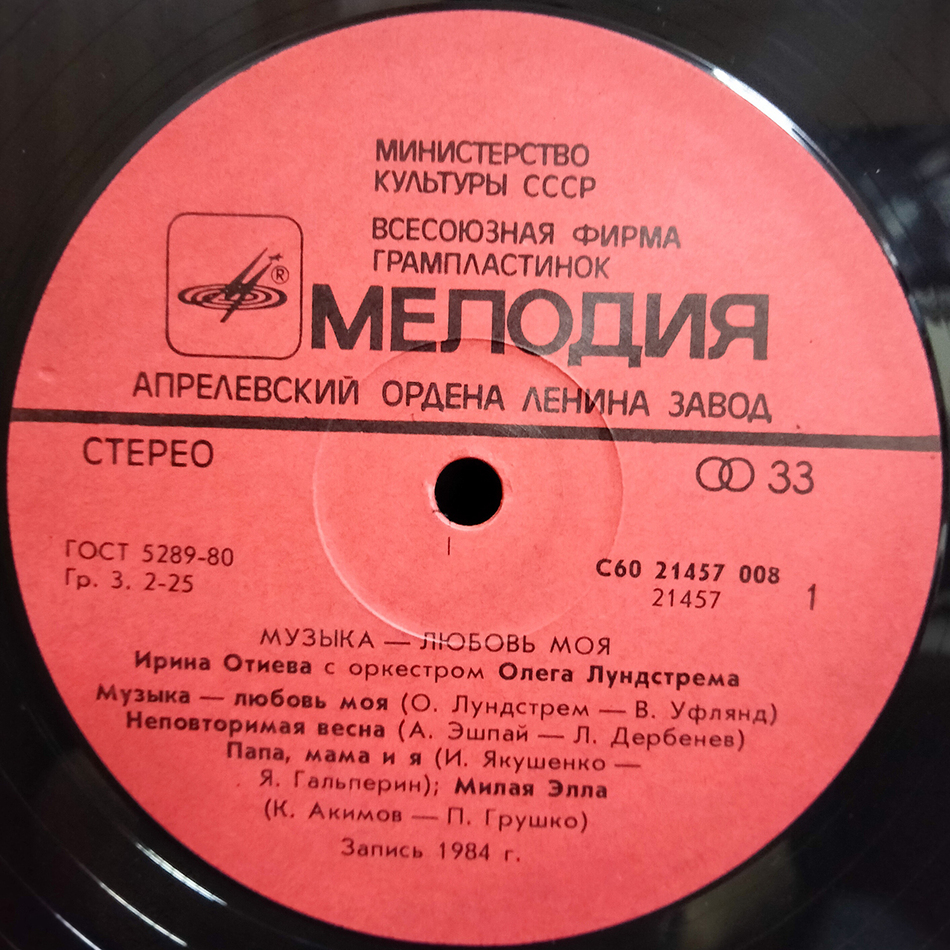 МИНИСТЕРСТВО
КУЛЬТУРЫ СССР
ВСЕСОЮЗНАЯ ФИРМА
ГРАМПЛАСТИНОК
®
МЕЛОДИЯ
АПРЕЛЕВСКИЙ ОРДЕНА ЛЕНИНА ЗАВОД
СТЕРЕО
33
ГОСТ 5289-80
Гр. 3. 2-25
С60 21457 008
21457
1
МУЗЫКА — ЛЮБОВЬ МОЯ
Ирина Отиева с оркестром Олега Лундстрема
Музыка — любовь моя (О. Лундстрем — В. Уфлянд)
Неповторимая весна (А. Эшпай — Л. Дербенев)
Папа, мама и я (И. Якушенко —
Я. Гальперин); Милая Элла
(К. Акимов — П. Грушко)
Запись 1984 г.